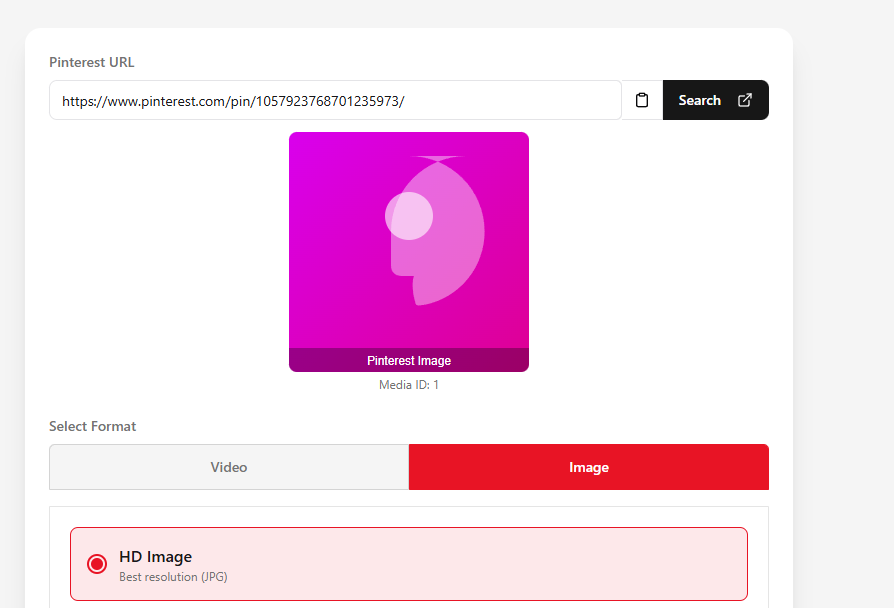 Pinterest URL
https://www.pinterest.com/pin/1057923768701235973/
Search
Pinterest Image
Media ID: 1
Select Format
Video
Image
HD Image
Best resolution (JPG)